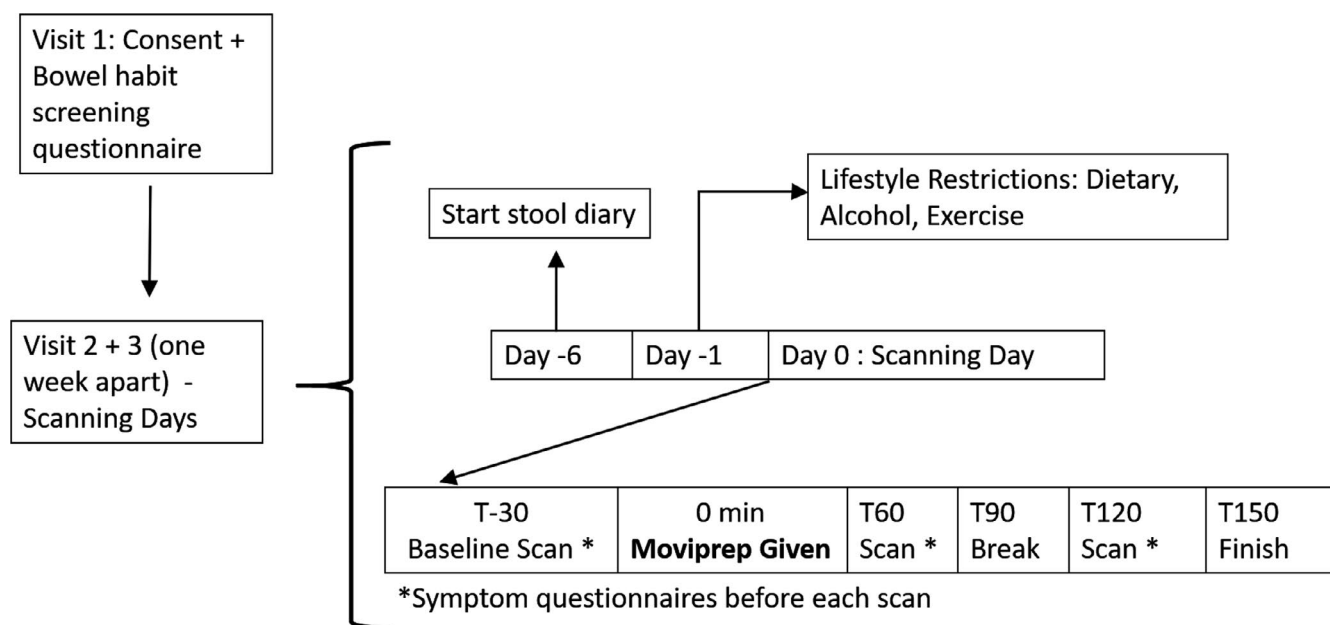 Visit 1: Consent +
Bowel habit
screening
questionnaire
Lifestyle Restrictions: Dietary,
Alcohol, Exercise
Start stool diary
Visit 2 + 3 (one
week apart) -
Scanning Days
Day -6
Day -1
Day 0 : Scanning Day
T-30
Baseline Scan *
0 min
Moviprep Given
T60
Scan *
T90
Break
T120
Scan *
T150
Finish
*Symptom questionnaires before each scan